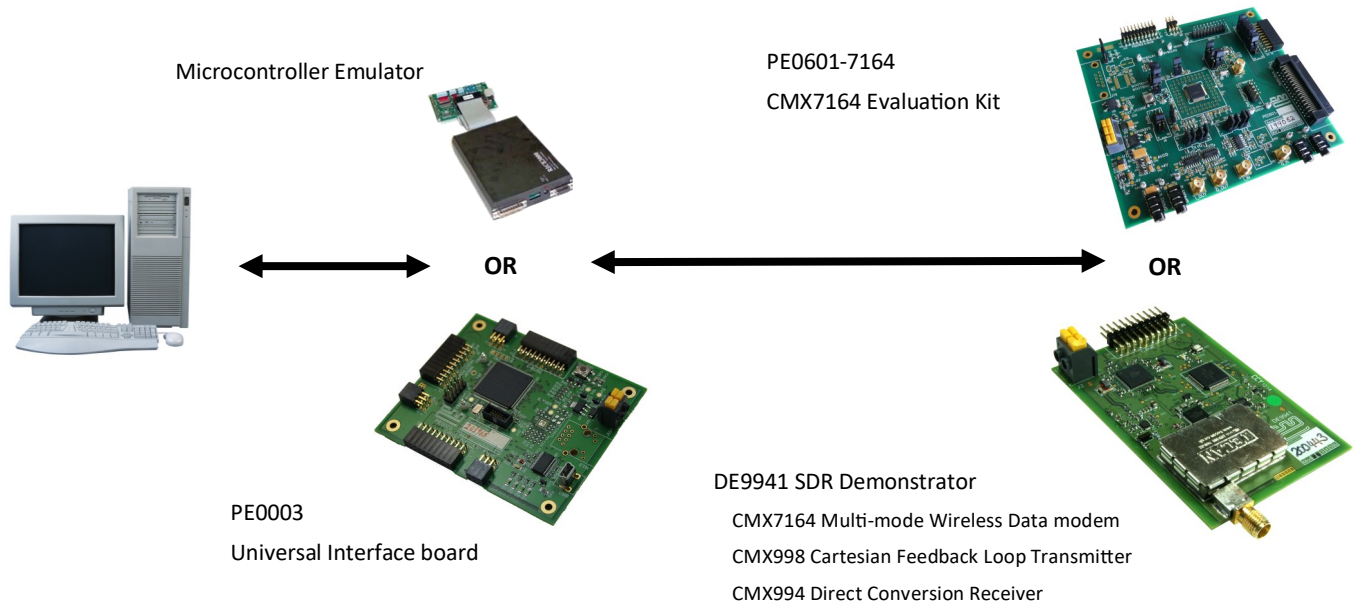 Microcontroller Emulator
PE0601-7164
CMX7164 Evaluation Kit
OR
OR
PE0003
Universal Interface board
DE9941 SDR Demonstrator
CMX7164 Multi-mode Wireless Data modem
CMX998 Cartesian Feedback Loop Transmitter
CMX994 Direct Conversion Receiver
200443